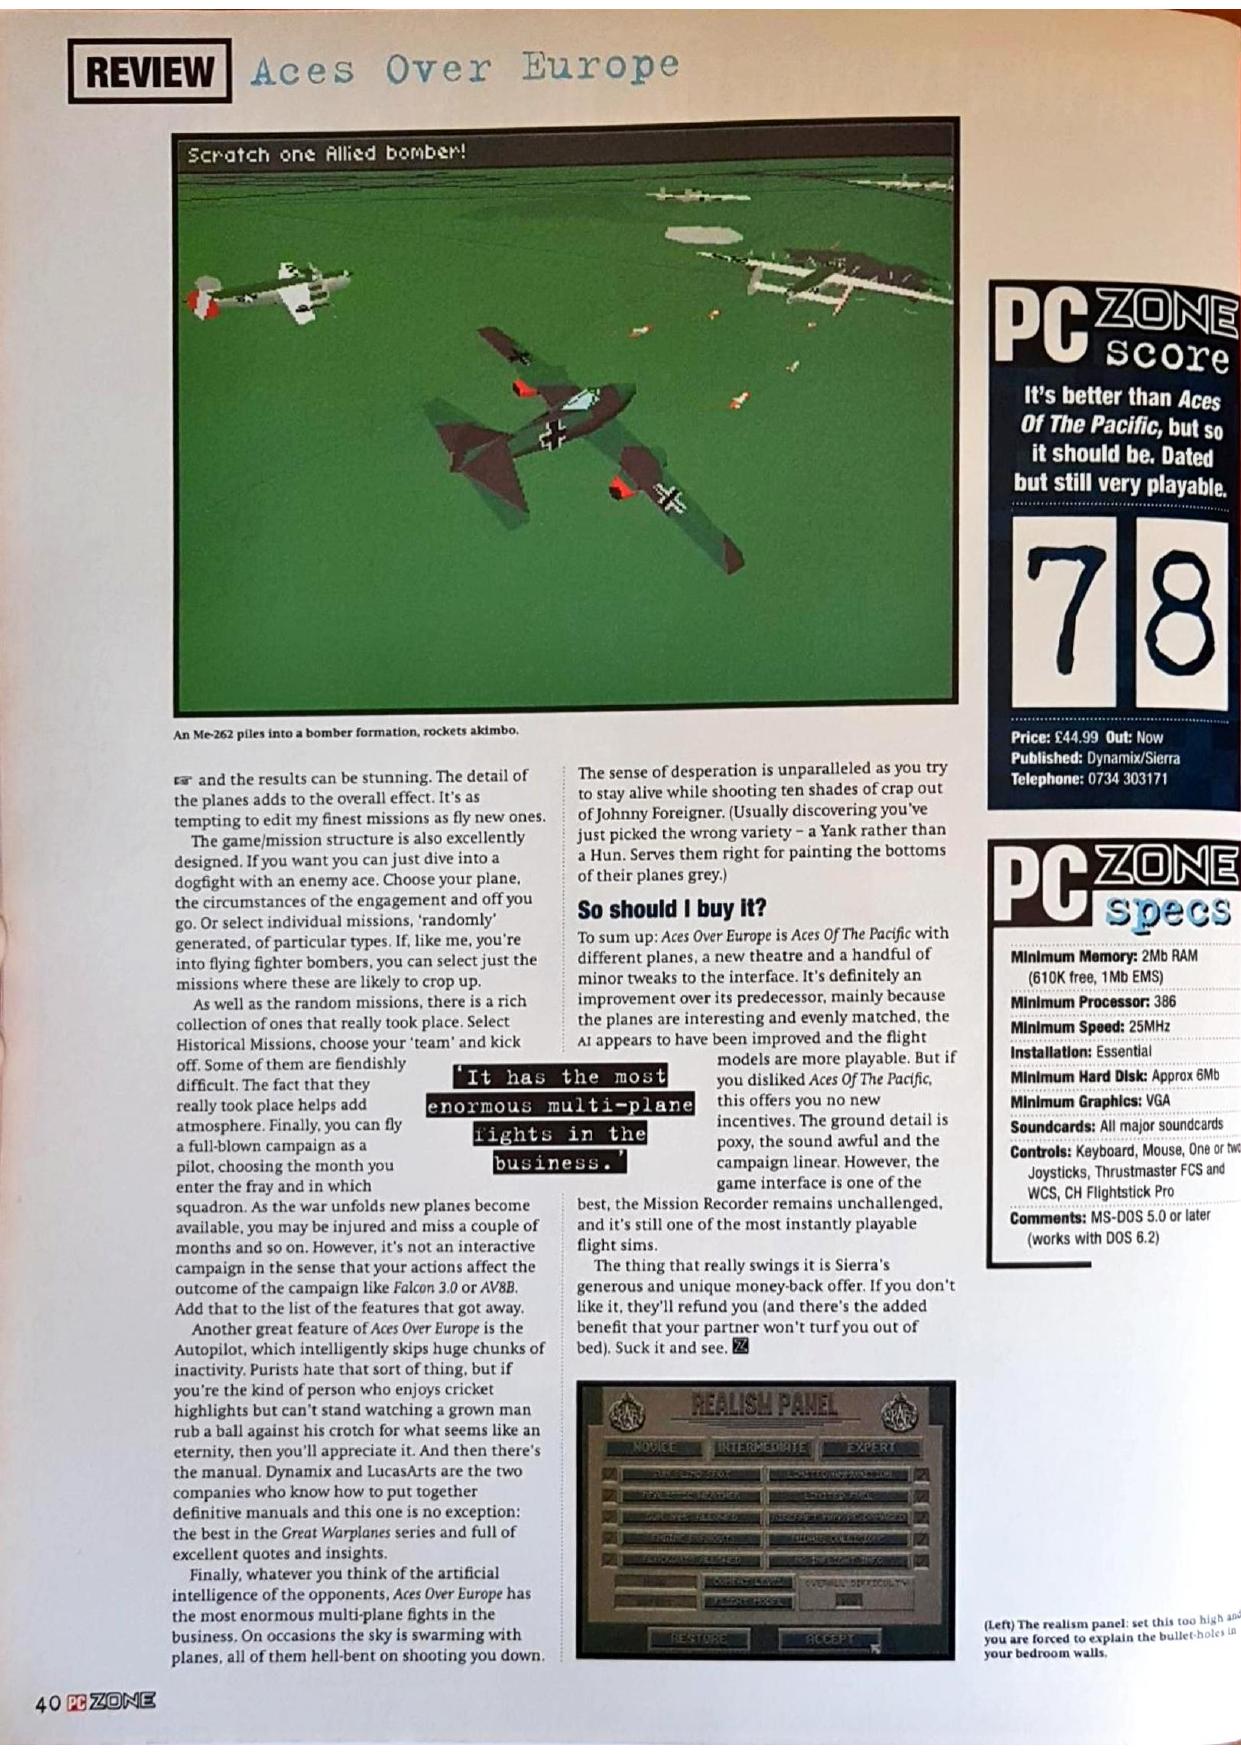 REVIEW Aces Over Europe
Scratch one Allied bomber!
An Me-262 piles into a bomber formation, rockets akimbo.
☞ and the results can be stunning. The detail of
the planes adds to the overall effect. It's as
tempting to edit my finest missions as fly new ones.
The game/mission structure is also excellently
designed. If you want you can just dive into a
dogfight with an enemy ace. Choose your plane,
the circumstances of the engagement and off you
go. Or select individual missions, 'randomly'
generated, of particular types. If, like me, you're
into flying fighter bombers, you can select just the
missions where these are likely to crop up.
As well as the random missions, there is a rich
collection of ones that really took place. Select
Historical Missions, choose your 'team' and kick
off. Some of them are fiendishly
difficult. The fact that they
really took place helps add
atmosphere. Finally, you can fly
a full-blown campaign as a
pilot, choosing the month you
enter the fray and in which
squadron. As the war unfolds new planes become
available, you may be injured and miss a couple of
months and so on. However, it's not an interactive
campaign in the sense that your actions affect the
outcome of the campaign like Falcon 3.0 or AV8B.
Add that to the list of the features that got away.
Another great feature of Aces Over Europe is the
Autopilot, which intelligently skips huge chunks of
inactivity. Purists hate that sort of thing, but if
you're the kind of person who enjoys cricket
highlights but can't stand watching a grown man
rub a ball against his crotch for what seems like an
eternity, then you'll appreciate it. And then there's
the manual. Dynamix and LucasArts are the two
companies who know how to put together
definitive manuals and this one is no exception:
the best in the Great Warplanes series and full of
excellent quotes and insights.
Finally, whatever you think of the artificial
intelligence of the opponents, Aces Over Europe has
the most enormous multi-plane fights in the
business. On occasions the sky is swarming with
planes, all of them hell-bent on shooting you down.
'It has the most
enormous multi-plane
fights in the
business.'
The sense of desperation is unparalleled as you try
to stay alive while shooting ten shades of crap out
of Johnny Foreigner. (Usually discovering you've
just picked the wrong variety – a Yank rather than
a Hun. Serves them right for painting the bottoms
of their planes grey.)
So should I buy it?
To sum up: Aces Over Europe is Aces Of The Pacific with
different planes, a new theatre and a handful of
minor tweaks to the interface. It's definitely an
improvement over its predecessor, mainly because
the planes are interesting and evenly matched, the
AI appears to have been improved and the flight
models are more playable. But if
you disliked Aces Of The Pacific,
this offers you no new
incentives. The ground detail is
poxy, the sound awful and the
campaign linear. However, the
game interface is one of the
best, the Mission Recorder remains unchallenged,
and it's still one of the most instantly playable
flight sims.
The thing that really swings it is Sierra's
generous and unique money-back offer. If you don't
like it, they'll refund you (and there's the added
benefit that your partner won't turf you out of
bed). Suck it and see. Z
REALISM PANEL
NOVICE INTERMEDIATE EXPERT
SUN BLIND SPOT LIMITED AMMUNITION
REALISTIC WEATHER LIMITED FUEL
AIRCRAFT MAY BE DAMAGED
MIDAIR COLLISIONS
BLACKOUTS ALLOWED NO INFLIGHT INFO
COMBAT LEVEL OVERALL DIFFICULTY
FLIGHT MODEL
RESTORE ACCEPT
PC ZONE
score
It's better than Aces
Of The Pacific, but so
it should be. Dated
but still very playable.
78
Price: £44.99 Out: Now
Published: Dynamix/Sierra
Telephone: 0734 303171
PC ZONE
specs
Minimum Memory: 2Mb RAM
(610K free, 1Mb EMS)
Minimum Processor: 386
Minimum Speed: 25MHz
Installation: Essential
Minimum Hard Disk: Approx 6Mb
Minimum Graphics: VGA
Soundcards: All major soundcards
Controls: Keyboard, Mouse, One or two
Joysticks, Thrustmaster FCS and
WCS, CH Flightstick Pro
Comments: MS-DOS 5.0 or later
(works with DOS 6.2)
(Left) The realism panel: set this too high and
you are forced to explain the bullet-holes in
your bedroom walls.
40 PC ZONE